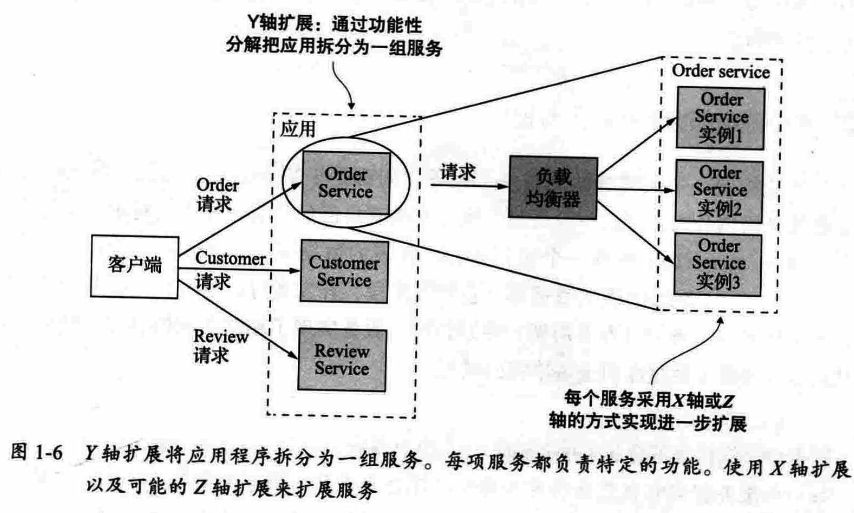 Y轴扩展：通过功能性
分解把应用拆分为一组服务
Order service
应用
Order
Service
实例1
Order
请求
Order
Service
请求
负载
均衡器
Order
Service
实例2
客户端
Customer
请求
Customer
Service
Order
Service
实例3
Review
请求
Review
Service
每个服务采用X轴或Z
轴的方式实现进一步扩展
图 1-6 Y轴扩展将应用程序拆分为一组服务。每项服务都负责特定的功能。使用X轴扩展
以及可能的Z轴扩展来扩展服务